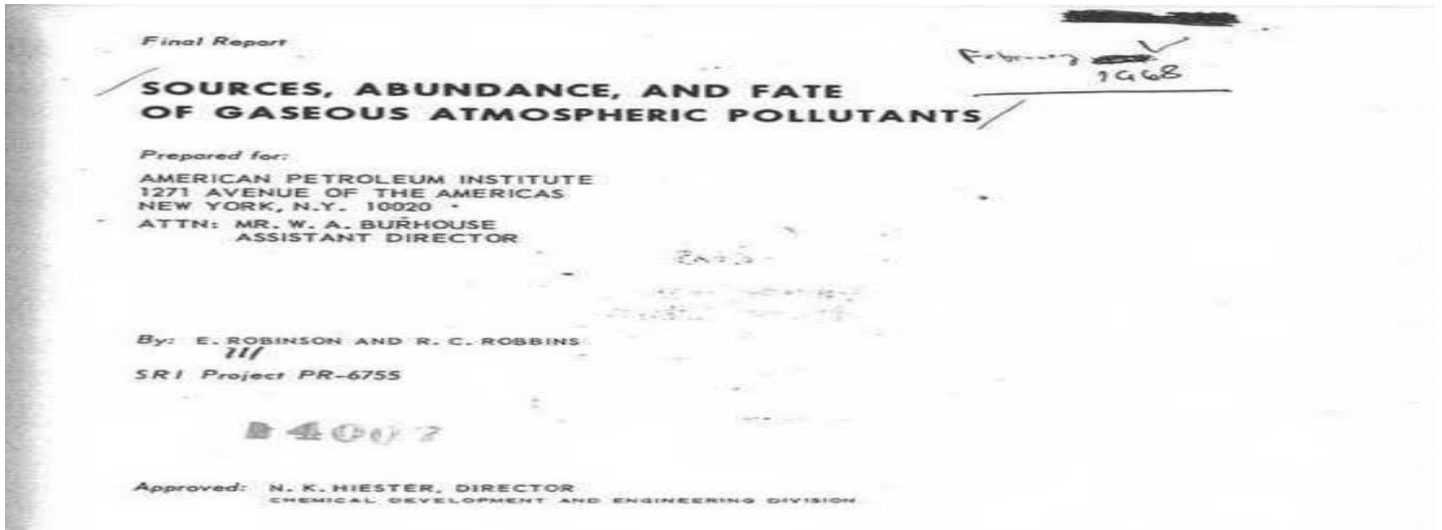 Final Report
February
1968
SOURCES, ABUNDANCE, AND FATE
OF GASEOUS ATMOSPHERIC POLLUTANTS
Prepared for:
AMERICAN PETROLEUM INSTITUTE
1271 AVENUE OF THE AMERICAS
NEW YORK, N.Y. 10020
ATTN: MR. W. A. BURHOUSE
ASSISTANT DIRECTOR
By: E. ROBINSON AND R. C. ROBBINS
SRI Project PR-6755
Approved: N. K. HIESTER, DIRECTOR
CHEMICAL DEVELOPMENT AND ENGINEERING DIVISION